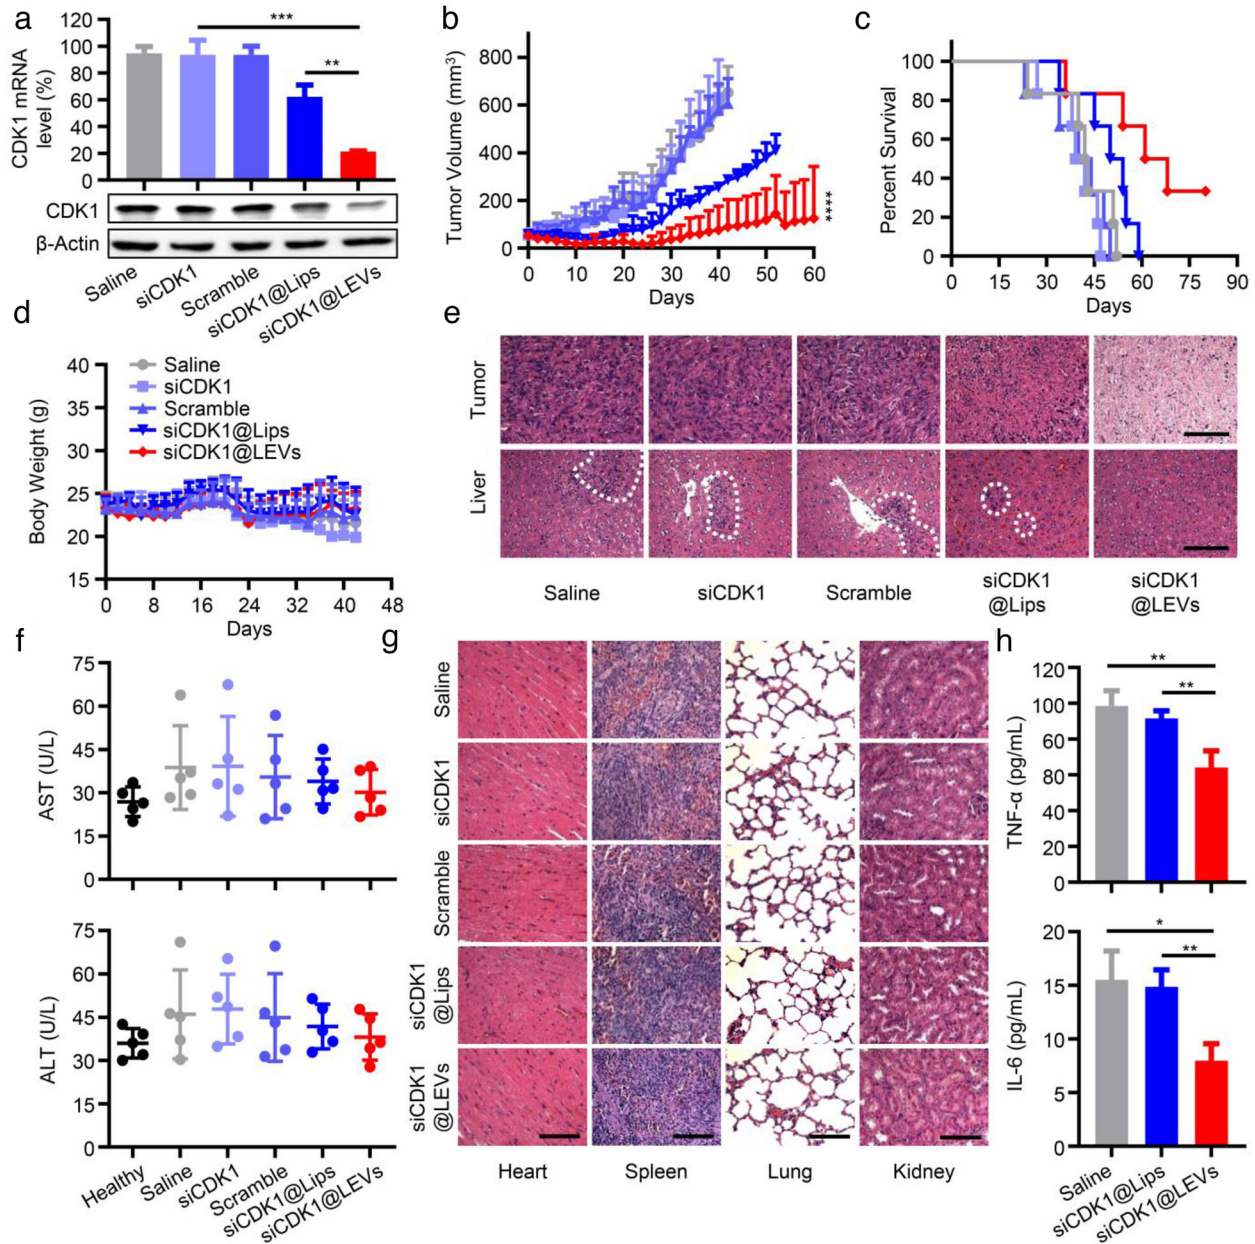 a
CDK1 mRNA
level (%)
120
100
80
60
40
20
0
***
**
CDK1
β-Actin
Saline
siCDK1
Scramble
siCDK1@Lips
siCDK1@LEVs
b
Tumor Volume (mm³)
800
600
400
200
0
0 10 20 30 40 50 60
Days
****
c
Percent Survival
100
80
60
40
20
0
0 15 30 45 60 75 90
Days
d
Body Weight (g)
40
35
30
25
20
15
0 8 16 24 32 40 48
Days
Saline
siCDK1
Scramble
siCDK1@Lips
siCDK1@LEVs
e
Tumor
Liver
Saline
siCDK1
Scramble
siCDK1
@Lips
siCDK1
@LEVs
f
AST (U/L)
75
60
45
30
15
0
ALT (U/L)
75
60
45
30
15
0
Healthy
Saline
siCDK1
Scramble
siCDK1@Lips
siCDK1@LEVs
g
Saline
siCDK1
Scramble
siCDK1
@Lips
siCDK1
@LEVs
Heart
Spleen
Lung
Kidney
h
TNF-α (pg/mL)
120
100
60
80
40
20
0
**
**
IL-6 (pg/mL)
20
15
10
5
0
*
**
Saline
siCDK1@Lips
siCDK1@LEVs